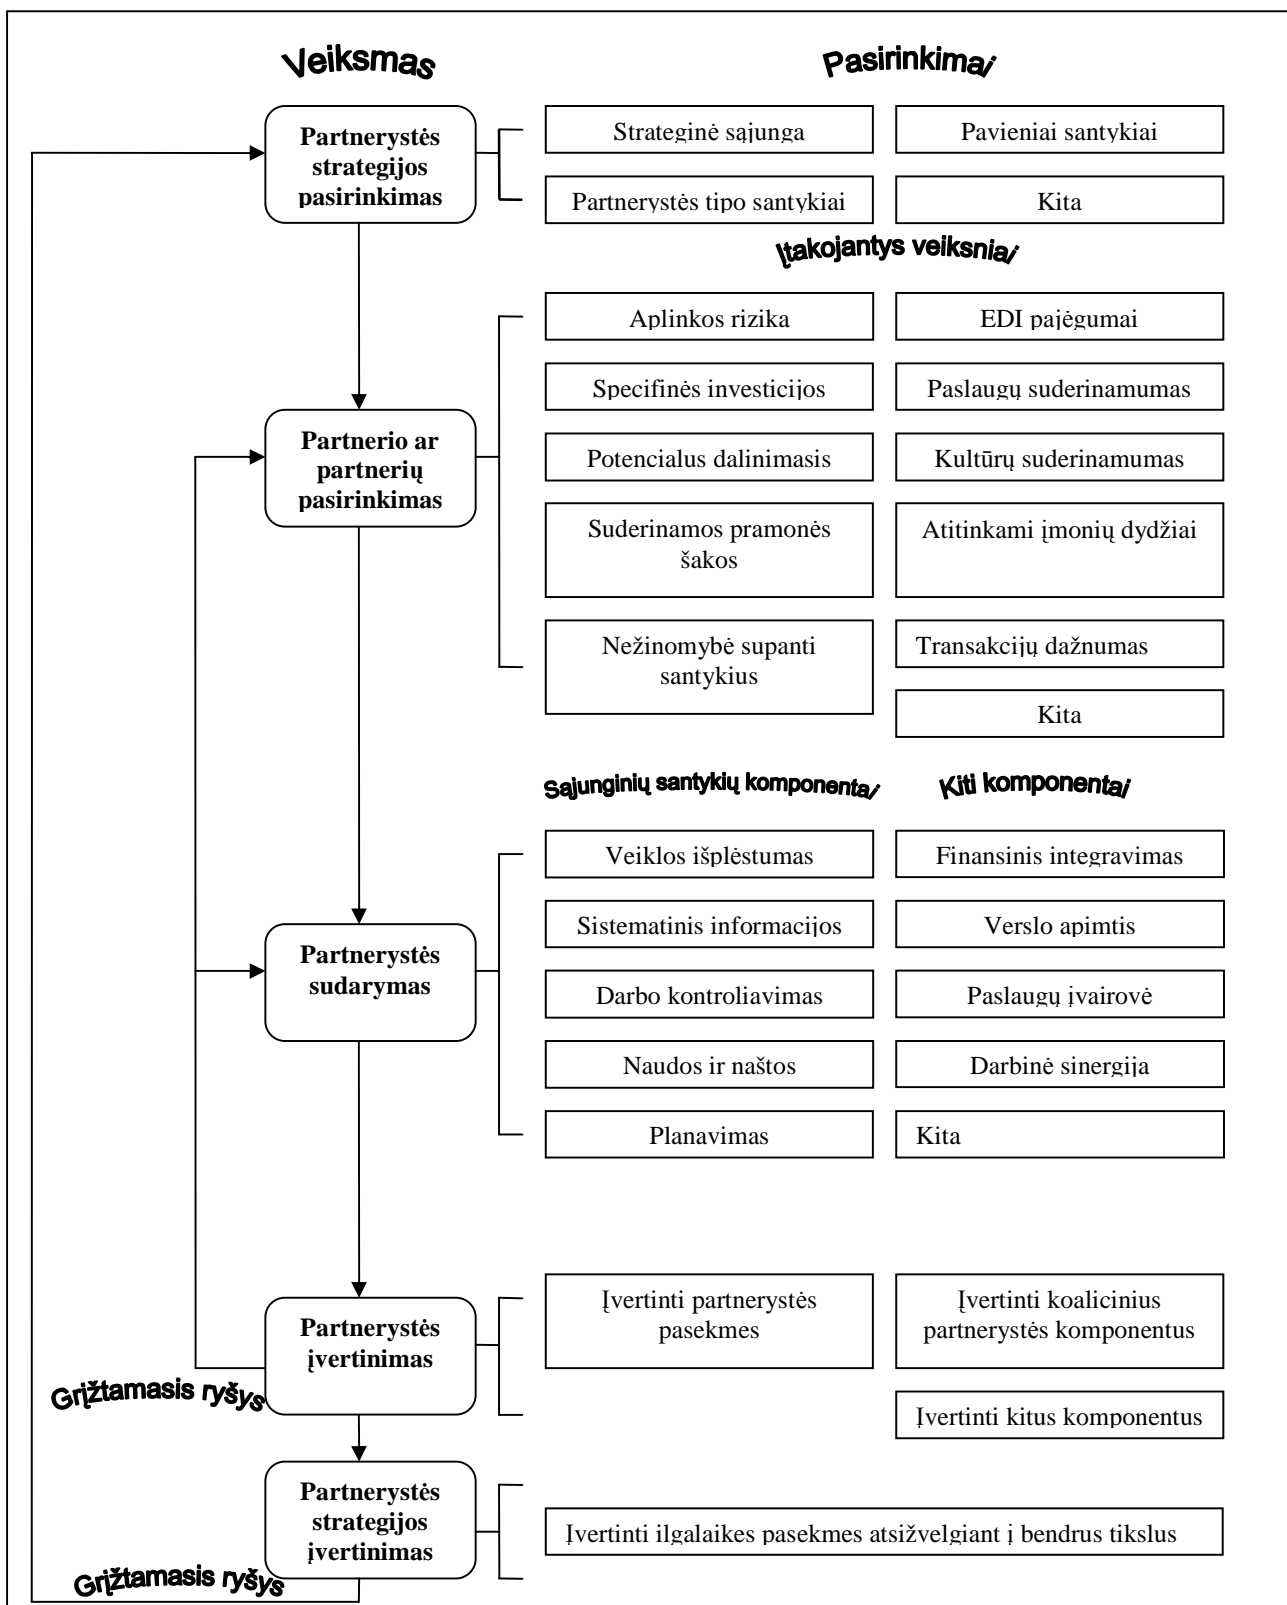 Veiksmas
Pasirinkimai
Partnerystės
strategijos
pasirinkimas
Strateginė sąjunga
Pavieniai santykiai
Partnerystės tipo santykiai
Kita
Įtakojantys veiksniai
Aplinkos rizika
EDI pajėgumai
Specifinės investicijos
Paslaugų suderinamumas
Partnerio ar
partnerių
pasirinkimas
Potencialus dalinimasis
Kultūrų suderinamumas
Suderinamos pramonės
šakos
Atitinkami įmonių dydžiai
Nežinomybė supanti
santykius
Transakcijų dažnumas
Kita
Sąjunginių santykių komponentai
Kiti komponentai
Veiklos išplėstumas
Finansinis integravimas
Partnerystės
sudarymas
Sistematinis informacijos
Verslo apimtis
Darbo kontroliavimas
Paslaugų įvairovė
Naudos ir naštos
Darbinė sinergija
Planavimas
Kita
Partnerystės
įvertinimas
Įvertinti partnerystės
pasekmes
Įvertinti koalicinius
partnerystės komponentus
Grįžtamasis ryšys
Įvertinti kitus komponentus
Partnerystės
strategijos
įvertinimas
Įvertinti ilgalaikes pasekmes atsižvelgiant į bendrus tikslus
Grįžtamasis ryšys